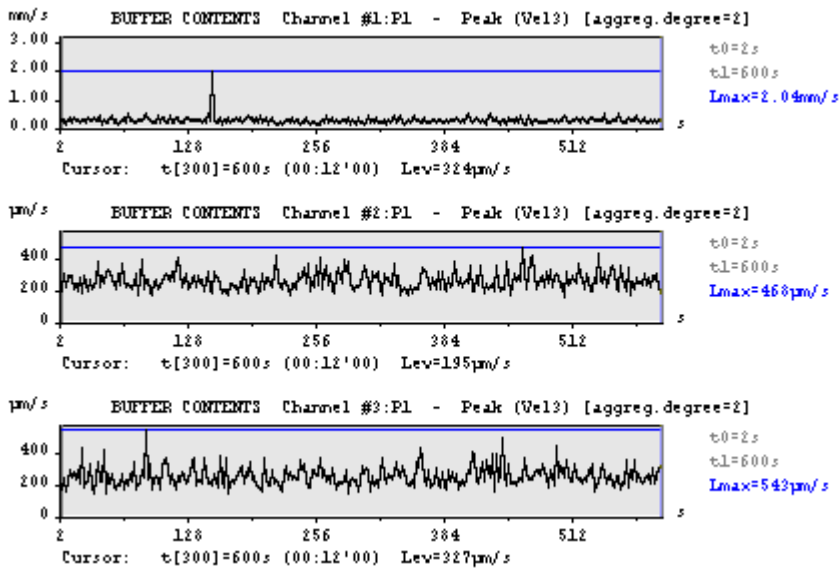 mm/s BUFFER CONTENTS Channel #1:P1 - Peak (Vel3) [aggreg.degree=2]
3.00
t0=2s
2.00
t1=600s
1.00
Lmax=2.04mm/s
0.00
s
2 128 256 384 512
Cursor: t[300]=600s (00:12'00) Lev=324μm/s
μm/s BUFFER CONTENTS Channel #2:P1 - Peak (Vel3) [aggreg.degree=2]
t0=2s
400
t1=600s
200
Lmax=468μm/s
0
s
2 128 256 384 512
Cursor: t[300]=600s (00:12'00) Lev=195μm/s
μm/s BUFFER CONTENTS Channel #3:P1 - Peak (Vel3) [aggreg.degree=2]
t0=2s
400
t1=600s
200
Lmax=543μm/s
0
s
2 128 256 384 512
Cursor: t[300]=600s (00:12'00) Lev=327μm/s